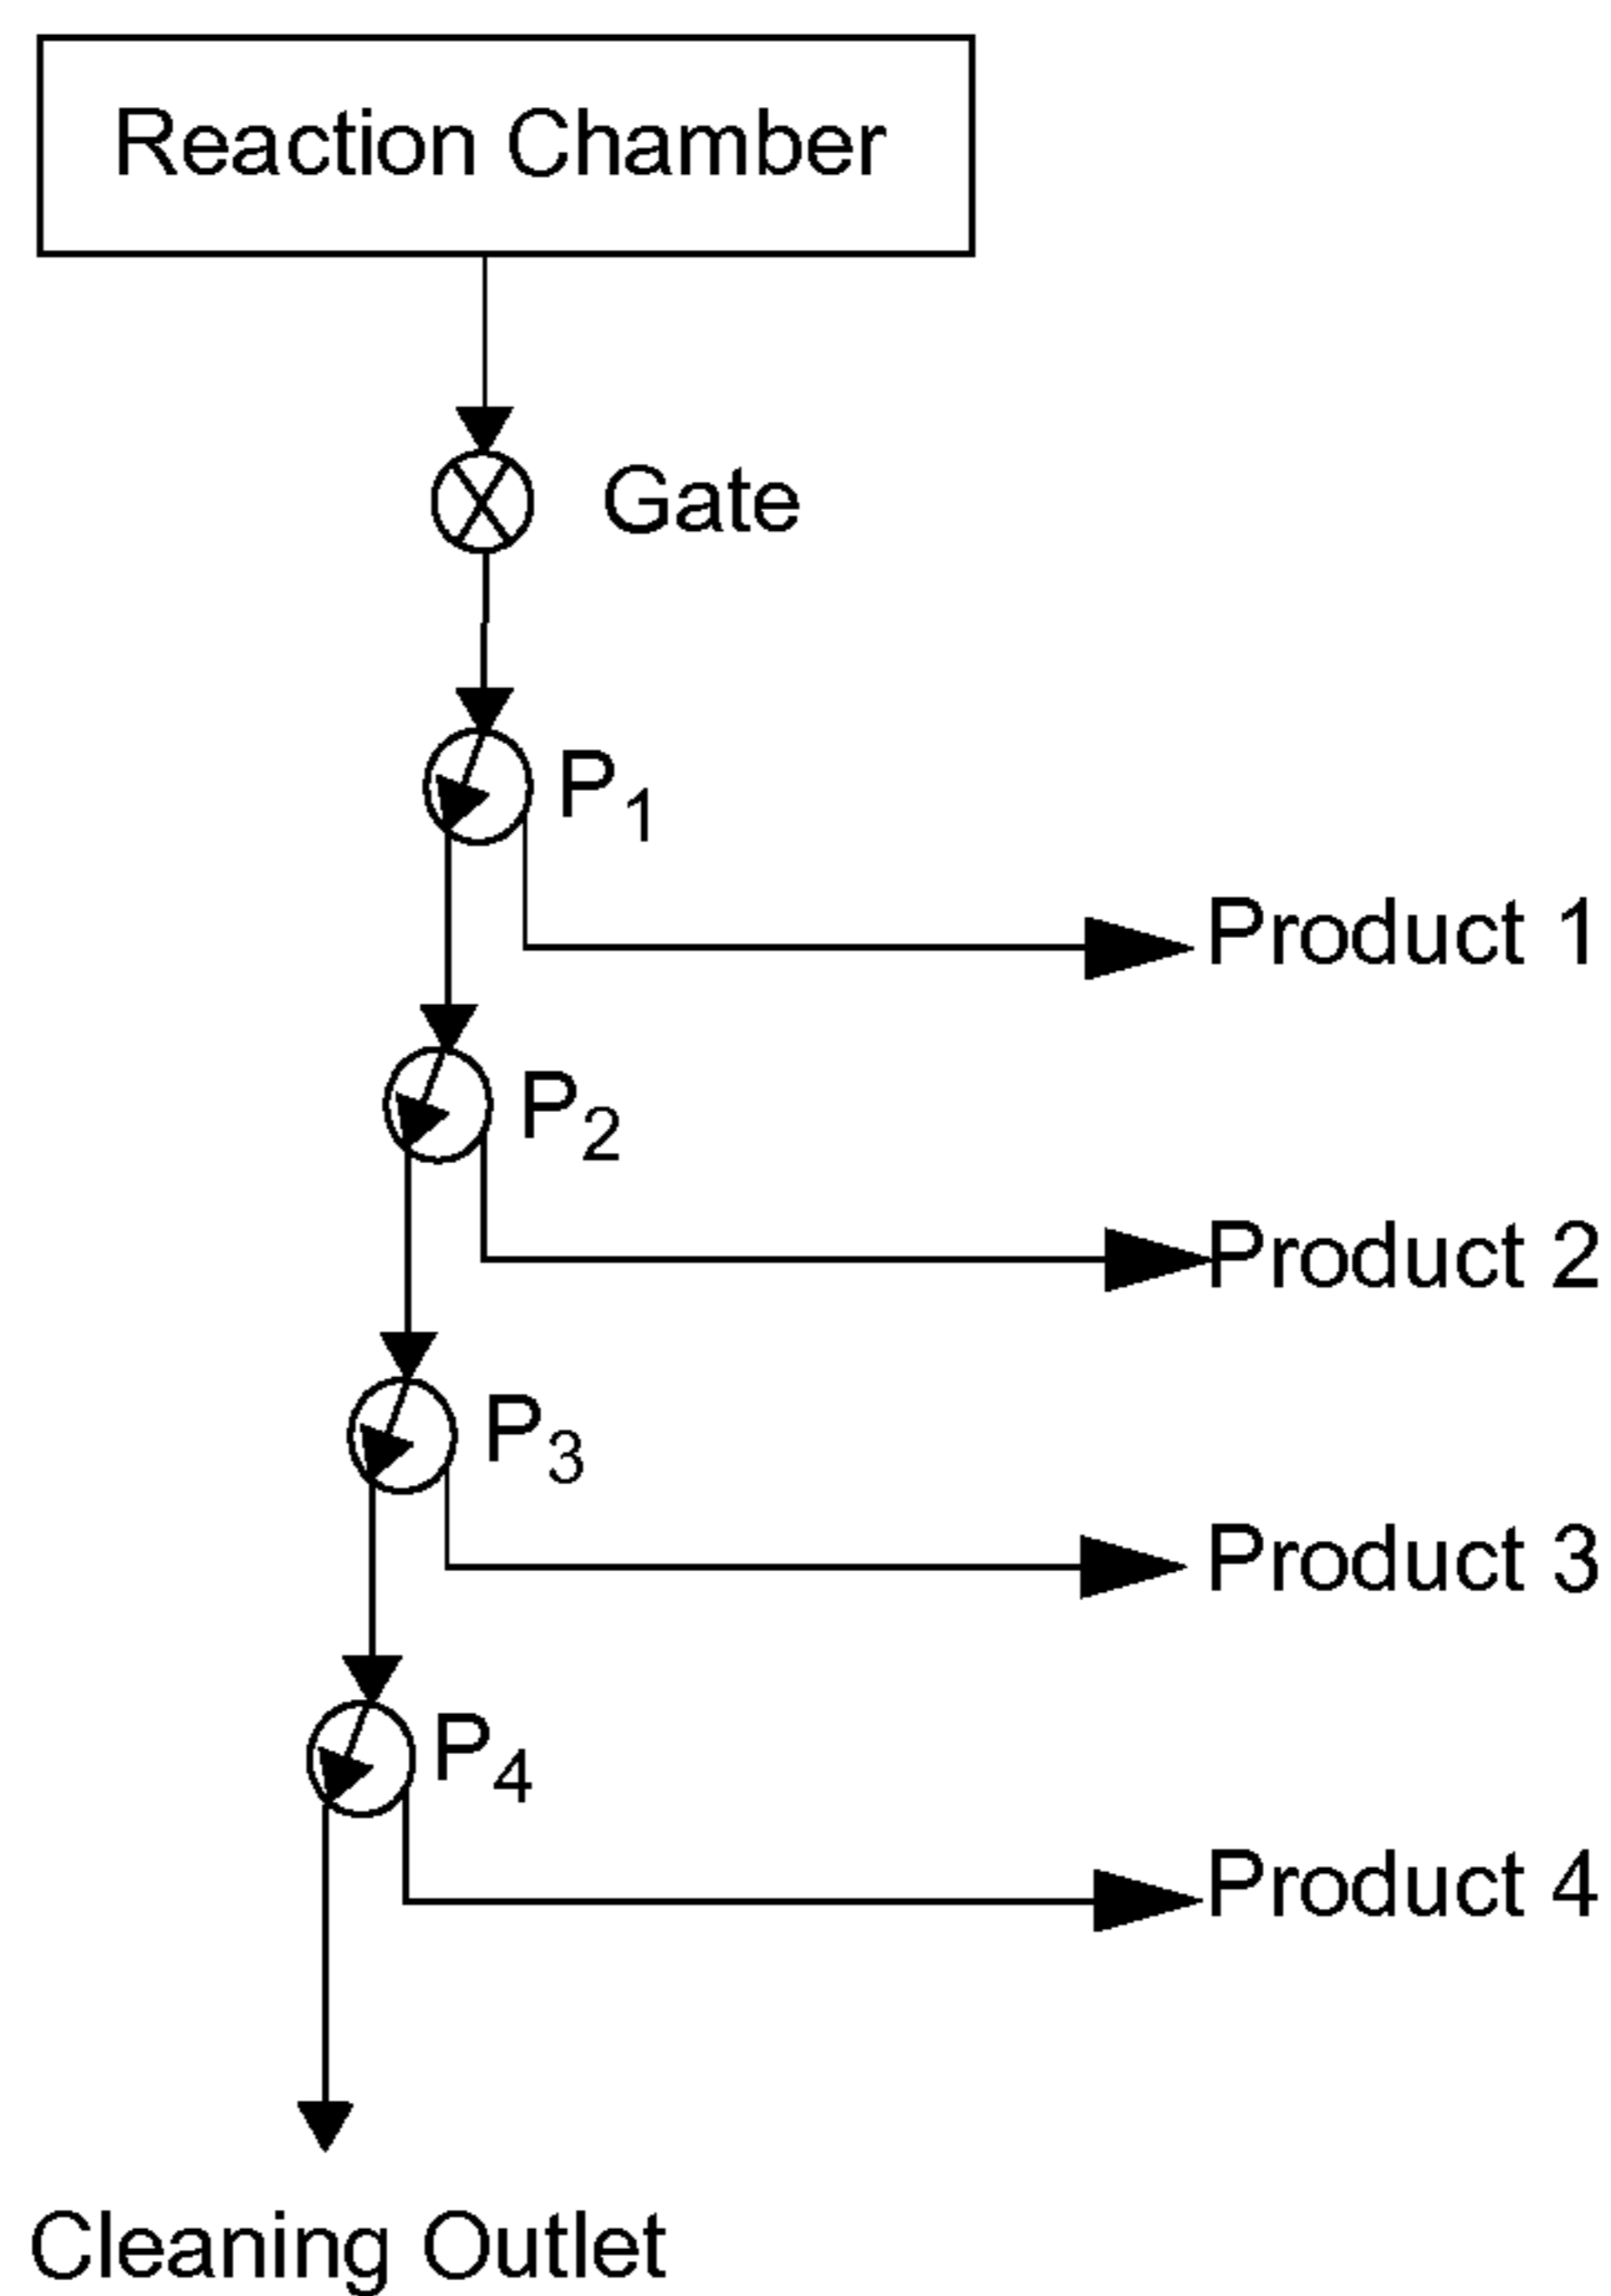 Reaction Chamber
Gate
P1
Product 1
P2
Product 2
P3
Product 3
P4
Product 4
Cleaning Outlet